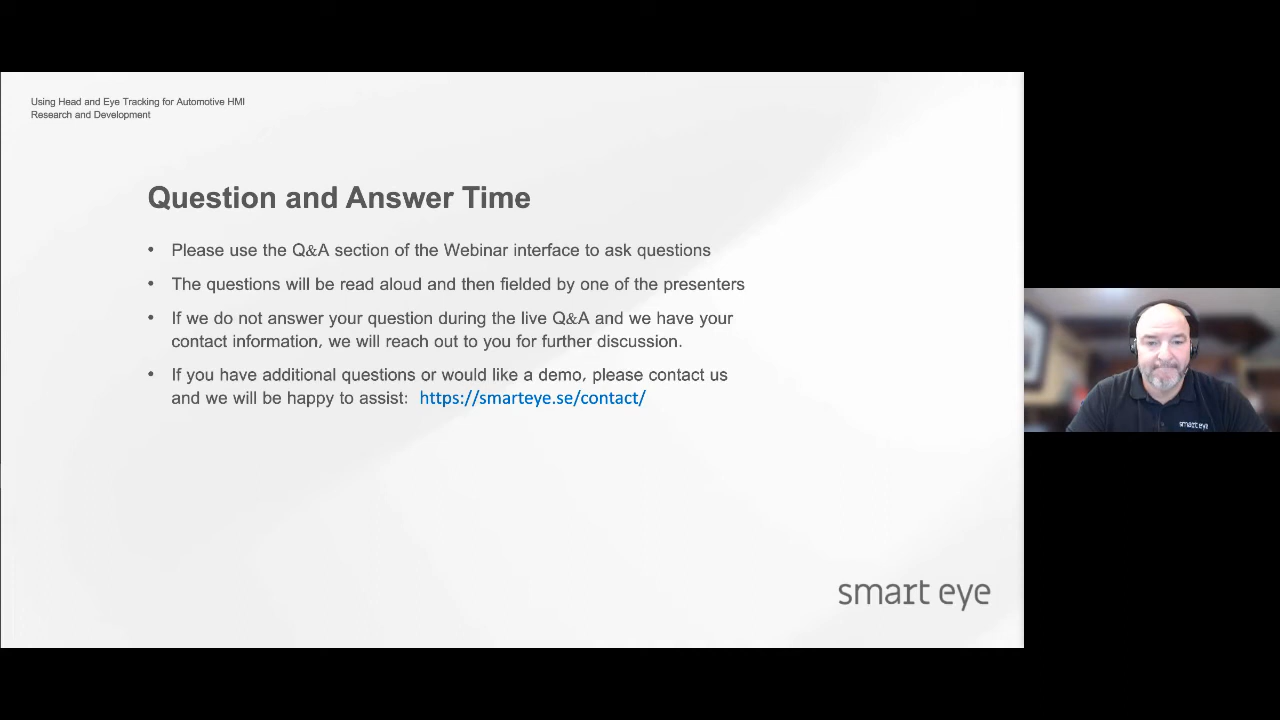 Using Head and Eye Tracking for Automotive HMI
Research and Development
Question and Answer Time
• Please use the Q&A section of the Webinar interface to ask questions
• The questions will be read aloud and then fielded by one of the presenters
• If we do not answer your question during the live Q&A and we have your
contact information, we will reach out to you for further discussion.
• If you have additional questions or would like a demo, please contact us
and we will be happy to assist: https://smarteye.se/contact/
smart eye
smart eye